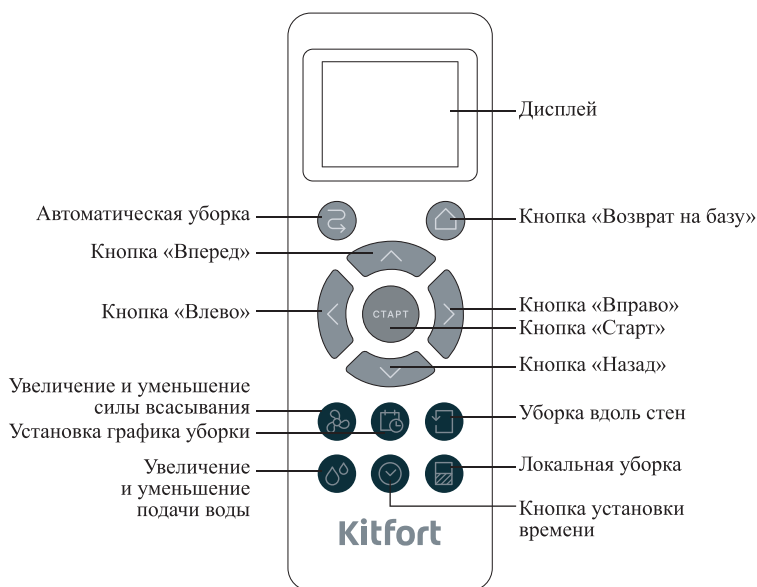 Дисплей
Автоматическая уборка
Кнопка «Возврат на базу»
Кнопка «Вперед»
Кнопка «Влево»
СТАРТ
Кнопка «Вправо»
Кнопка «Старт»
Кнопка «Назад»
Увеличение и уменьшение
силы всасывания
Установка графика уборки
Уборка вдоль стен
Увеличение
и уменьшение
подачи воды
Локальная уборка
Кнопка установки
времени
Kitfort